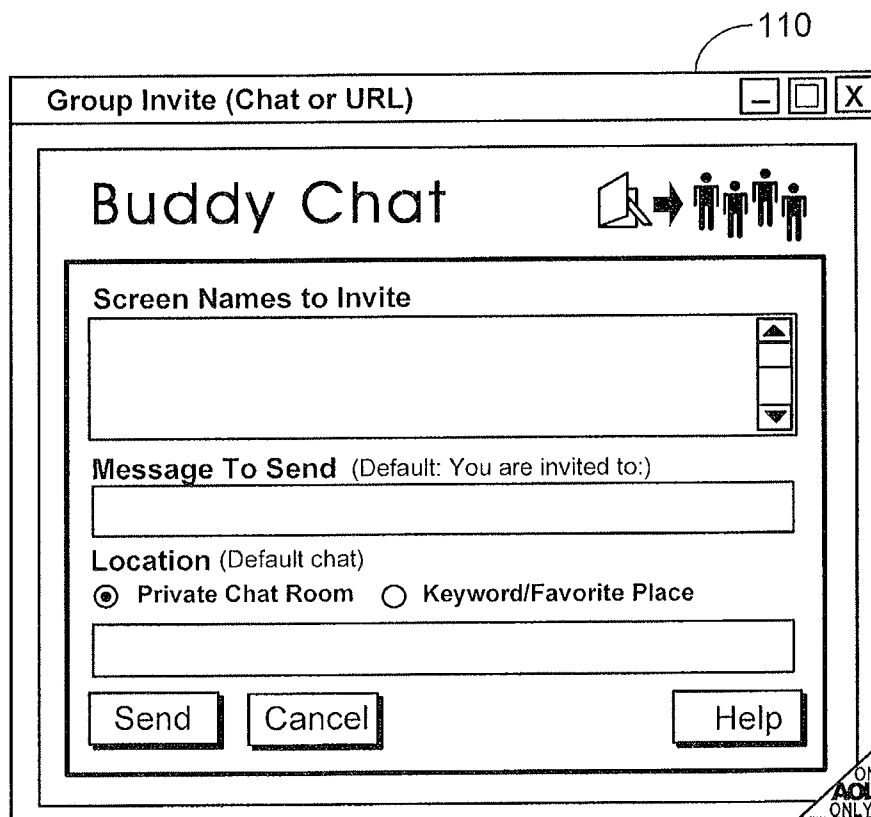 110
Group Invite (Chat or URL)
X
Buddy Chat
Screen Names to Invite
Message To Send (Default: You are invited to:)
Location (Default chat)
Private Chat Room Keyword/Favorite Place
Send Cancel Help
AOL
ONLY